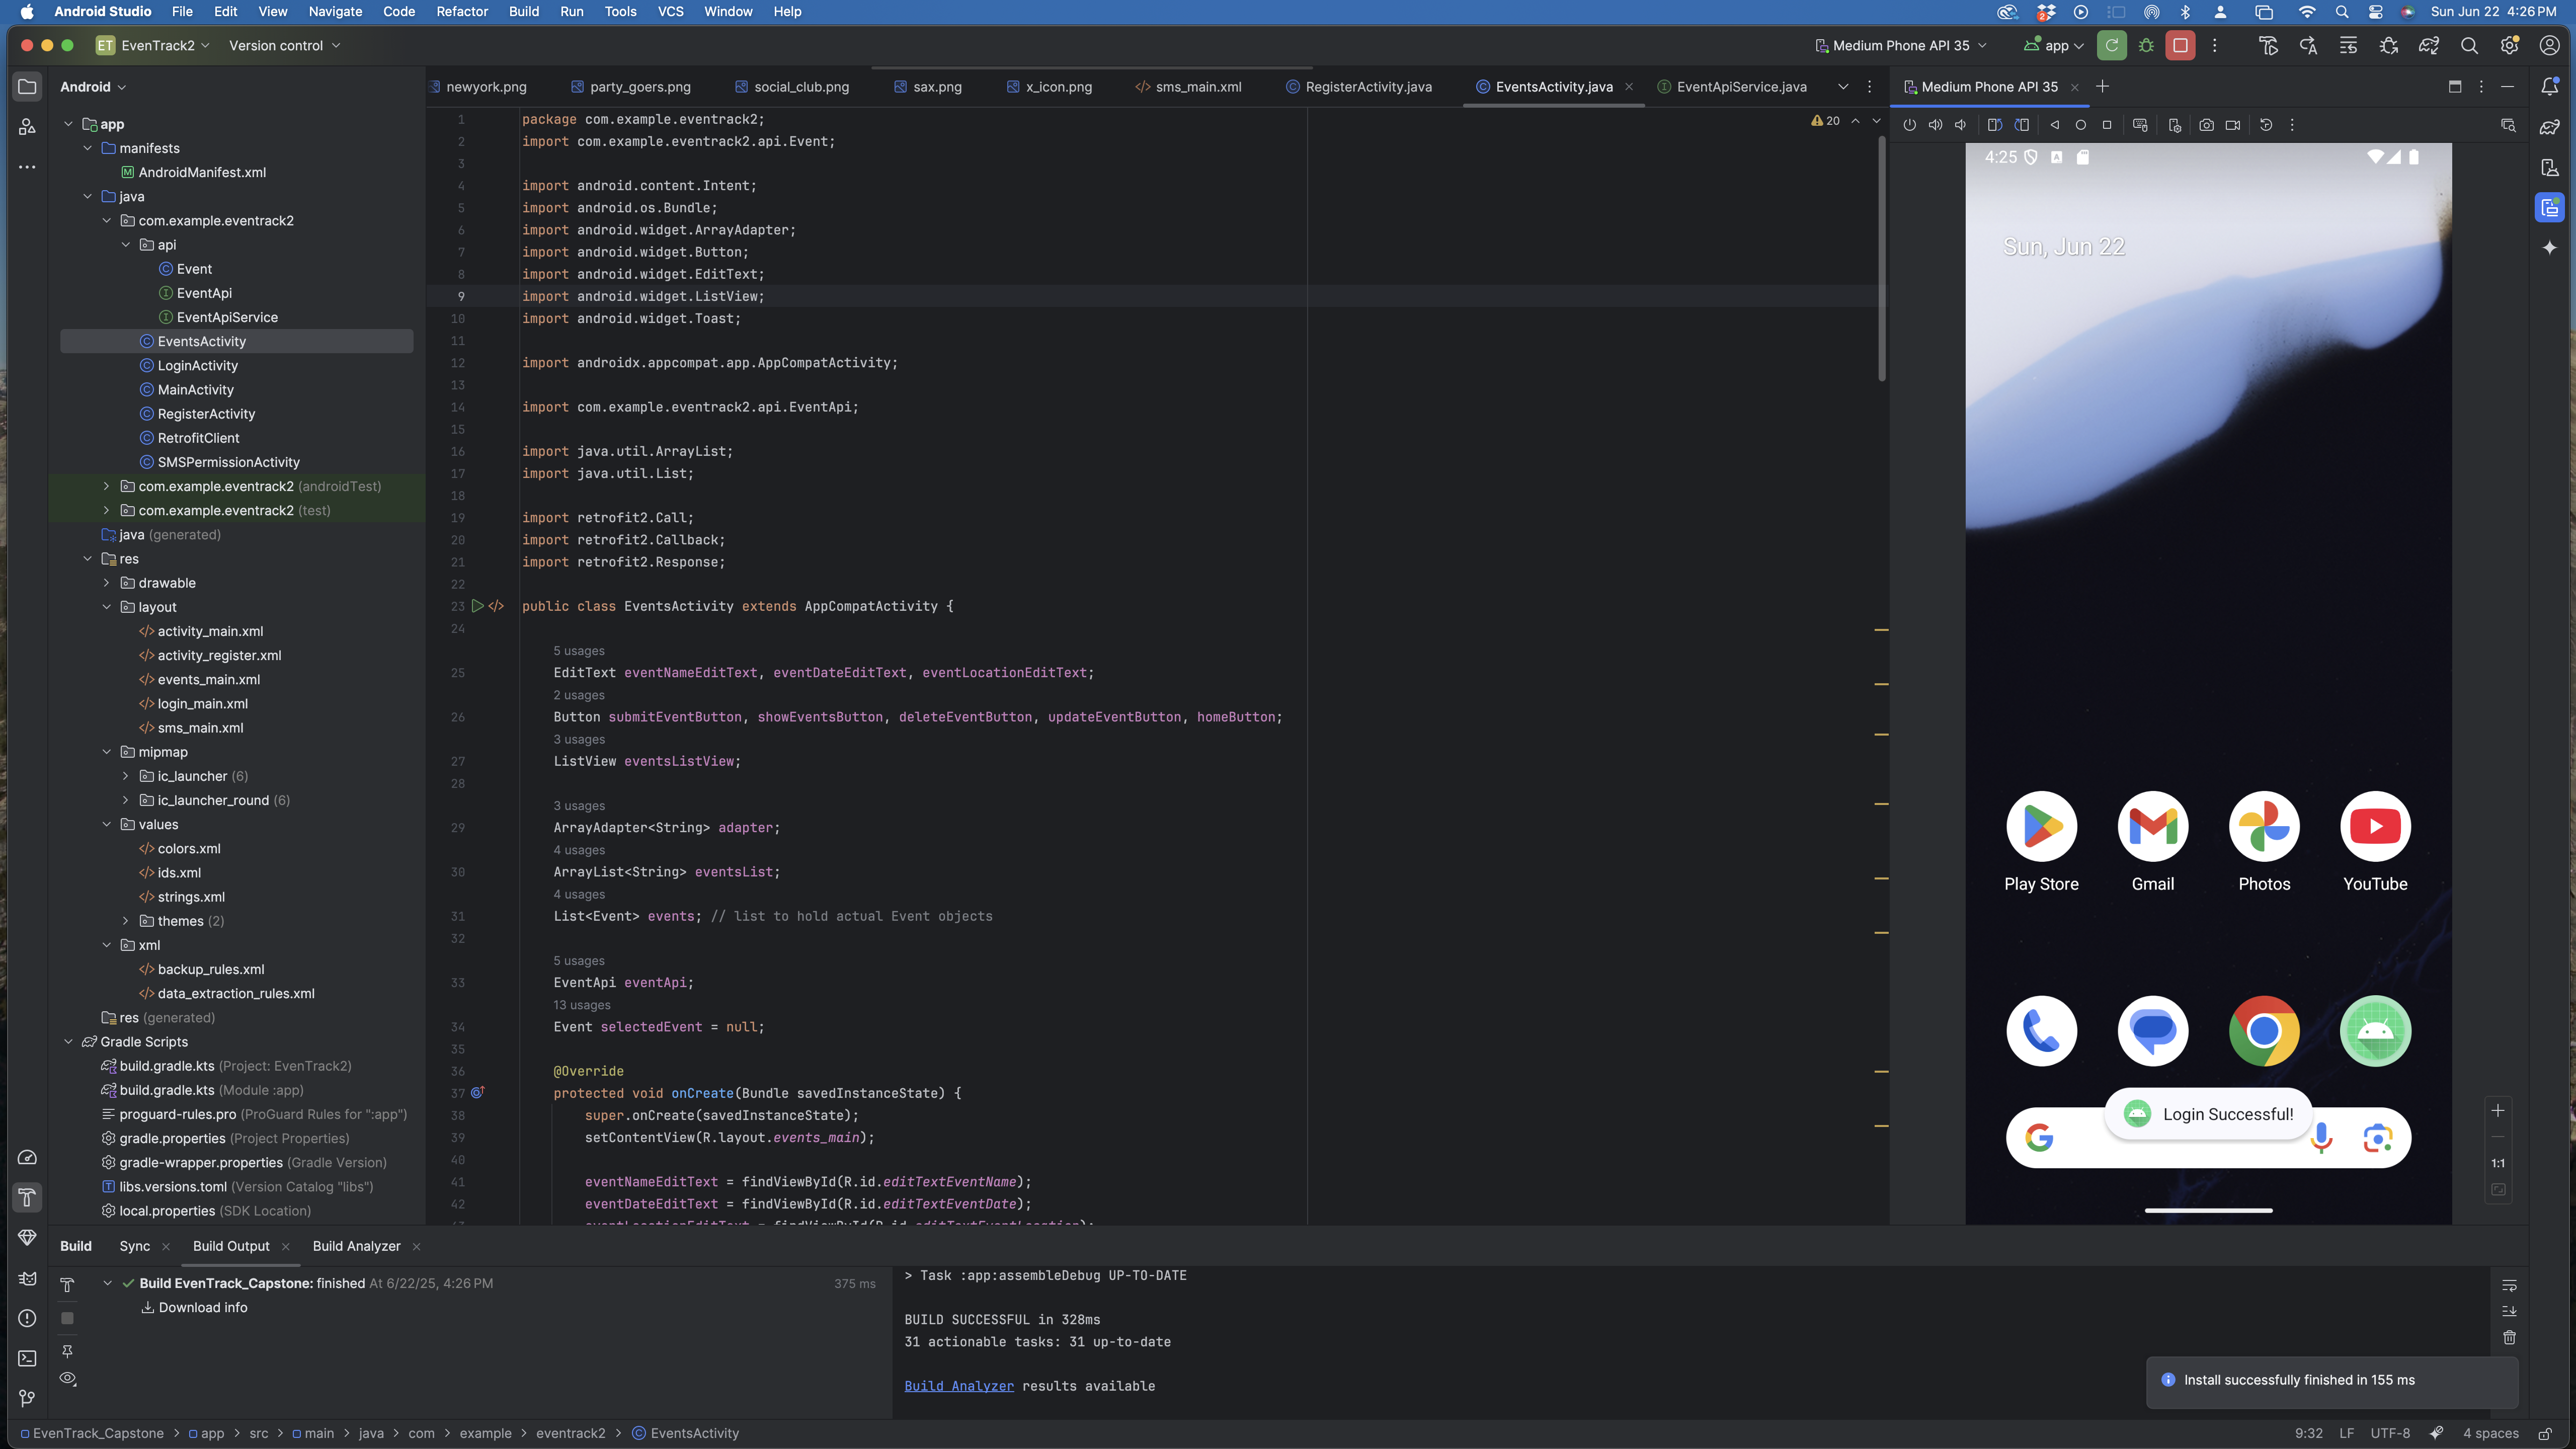 Android Studio File Edit View Navigate Code Refactor Build Run Tools VCS Window Help
2
Sun Jun 22 4:26 PM
ET EvenTrack2 Version control
Medium Phone API 35 app
Android
newyork.png party_goers.png social_club.png sax.png x_icon.png sms_main.xml RegisterActivity.java EventsActivity.java EventApiService.java
Medium Phone API 35
app
manifests
AndroidManifest.xml
java
com.example.eventrack2
api
Event
EventApi
EventApiService
EventsActivity
LoginActivity
MainActivity
RegisterActivity
RetrofitClient
SMSPermissionActivity
com.example.eventrack2 (androidTest)
com.example.eventrack2 (test)
java (generated)
res
drawable
layout
activity_main.xml
activity_register.xml
events_main.xml
login_main.xml
sms_main.xml
mipmap
ic_launcher (6)
ic_launcher_round (6)
values
colors.xml
ids.xml
strings.xml
themes (2)
xml
backup_rules.xml
data_extraction_rules.xml
res (generated)
Gradle Scripts
build.gradle.kts (Project: EvenTrack2)
build.gradle.kts (Module :app)
proguard-rules.pro (ProGuard Rules for ":app")
gradle.properties (Project Properties)
gradle-wrapper.properties (Gradle Version)
libs.versions.toml (Version Catalog "libs")
local.properties (SDK Location)
20
1 package com.example.eventrack2;
2 import com.example.eventrack2.api.Event;
3
4 import android.content.Intent;
5 import android.os.Bundle;
6 import android.widget.ArrayAdapter;
7 import android.widget.Button;
8 import android.widget.EditText;
9 import android.widget.ListView;
10 import android.widget.Toast;
11
12 import androidx.appcompat.app.AppCompatActivity;
13
14 import com.example.eventrack2.api.EventApi;
15
16 import java.util.ArrayList;
17 import java.util.List;
18
19 import retrofit2.Call;
20 import retrofit2.Callback;
21 import retrofit2.Response;
22
23 public class EventsActivity extends AppCompatActivity {
24
5 usages
25 EditText eventNameEditText, eventDateEditText, eventLocationEditText;
2 usages
26 Button submitEventButton, showEventsButton, deleteEventButton, updateEventButton, homeButton;
3 usages
27 ListView eventsListView;
28
3 usages
29 ArrayAdapter<String> adapter;
4 usages
30 ArrayList<String> eventsList;
4 usages
31 List<Event> events; // list to hold actual Event objects
32
5 usages
33 EventApi eventApi;
13 usages
34 Event selectedEvent = null;
35
36 @Override
37 protected void onCreate(Bundle savedInstanceState) {
38 super.onCreate(savedInstanceState);
39 setContentView(R.layout.events_main);
40
41 eventNameEditText = findViewById(R.id.editTextEventName);
42 eventDateEditText = findViewById(R.id.editTextEventDate);
43 eventLocationEditText = findViewById(R.id.editTextEventLocation);
4:25
Sun, Jun 22
Play Store Gmail Photos YouTube
Login Successful!
1:1
Build Sync Build Output Build Analyzer
Build EvenTrack_Capstone: finished At 6/22/25, 4:26 PM 375 ms
Download info
> Task :app:assembleDebug UP-TO-DATE
BUILD SUCCESSFUL in 328ms
31 actionable tasks: 31 up-to-date
Build Analyzer results available
Install successfully finished in 155 ms
EvenTrack_Capstone > app > src > main > java > com > example > eventrack2 > EventsActivity
9:32 LF UTF-8 4 spaces